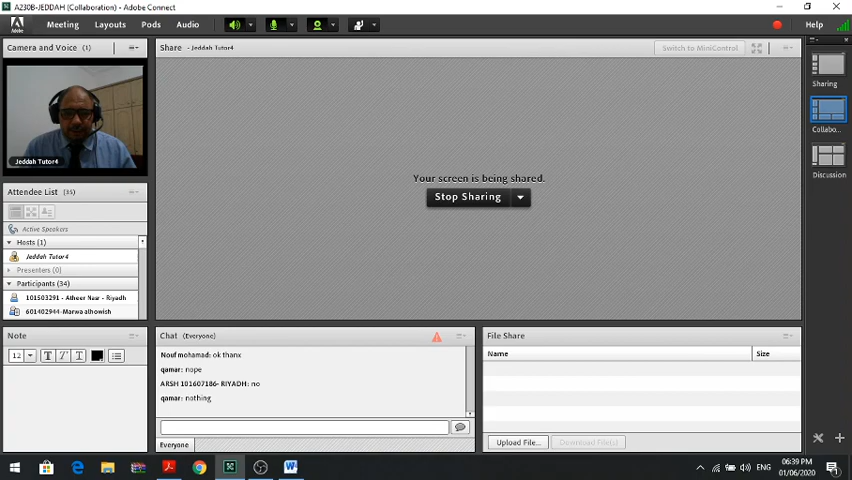 A230B-JEDDAH (Collaboration) - Adobe Connect
Adobe
Meeting Layouts Pods Audio
Help
Camera and Voice (1)
Jeddah Tutor4
Attendee List (35)
Active Speakers
Hosts (1)
Jeddah Tutor4
Presenters (0)
Participants (34)
101503291 - Atheer Nasr - Riyadh
601402944-Marwa alhowish
Note
12 T T T
Share - Jeddah Tutor4
Switch to MiniControl
Your screen is being shared.
Stop Sharing
Chat (Everyone)
Nouf mohamad: ok thanx
qamar: nope
ARSH 101607186- RIYADH: no
qamar: nothing
Everyone
File Share
Name Size
Upload File...
Download File(s)
Sharing
Collabo...
Discussion
ENG
06:39 PM
01/06/2020